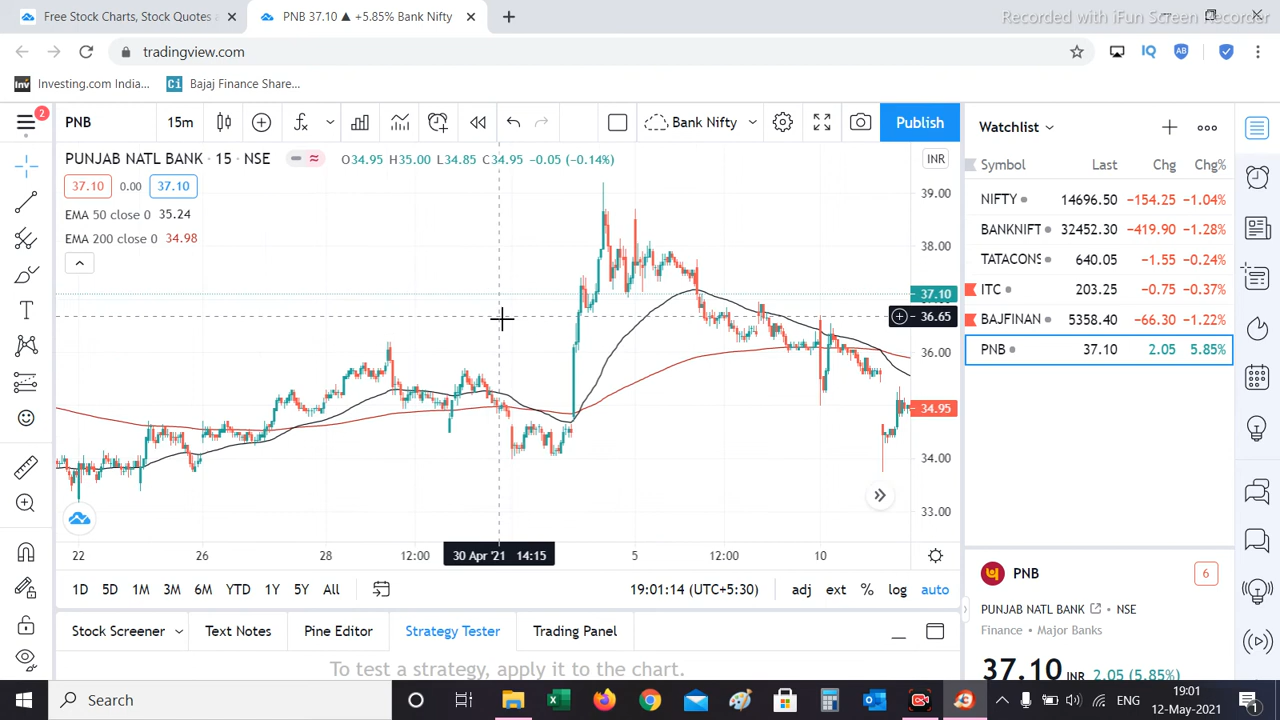 Free Stock Charts, Stock Quotes a
PNB 37.10 ▲ +5.85% Bank Nifty
Recorded with iFun Screen Recorder
tradingview.com
IQ
AB
Inv Investing.com India...
Ci Bajaj Finance Share...
2
PNB
15m
Bank Nifty
Publish
Watchlist
PUNJAB NATL BANK · 15 · NSE
O34.95 H35.00 L34.85 C34.95 -0.05 (-0.14%)
INR
37.10 0.00 37.10
EMA 50 close 0 35.24
EMA 200 close 0 34.98
39.00
38.00
37.10
36.65
36.00
34.95
34.00
33.00
Symbol Last Chg Chg%
NIFTY 14696.50 −154.25 −1.04%
BANKNIFT 32452.30 −419.90 −1.28%
TATACONS 640.05 −1.55 −0.24%
ITC 203.25 −0.75 −0.37%
BAJFINAN 5358.40 −66.30 −1.22%
PNB 37.10 2.05 5.85%
22 26 28 12:00 30 Apr '21 14:15 5 12:00 10
1D 5D 1M 3M 6M YTD 1Y 5Y All
19:01:14 (UTC+5:30) adj ext % log auto
Stock Screener Text Notes Pine Editor Strategy Tester Trading Panel
To test a strategy, apply it to the chart.
PNB 6
PUNJAB NATL BANK • NSE
Finance • Major Banks
37.10 INR 2.05 (5.85%)
Search
ENG
19:01
12-May-2021
1